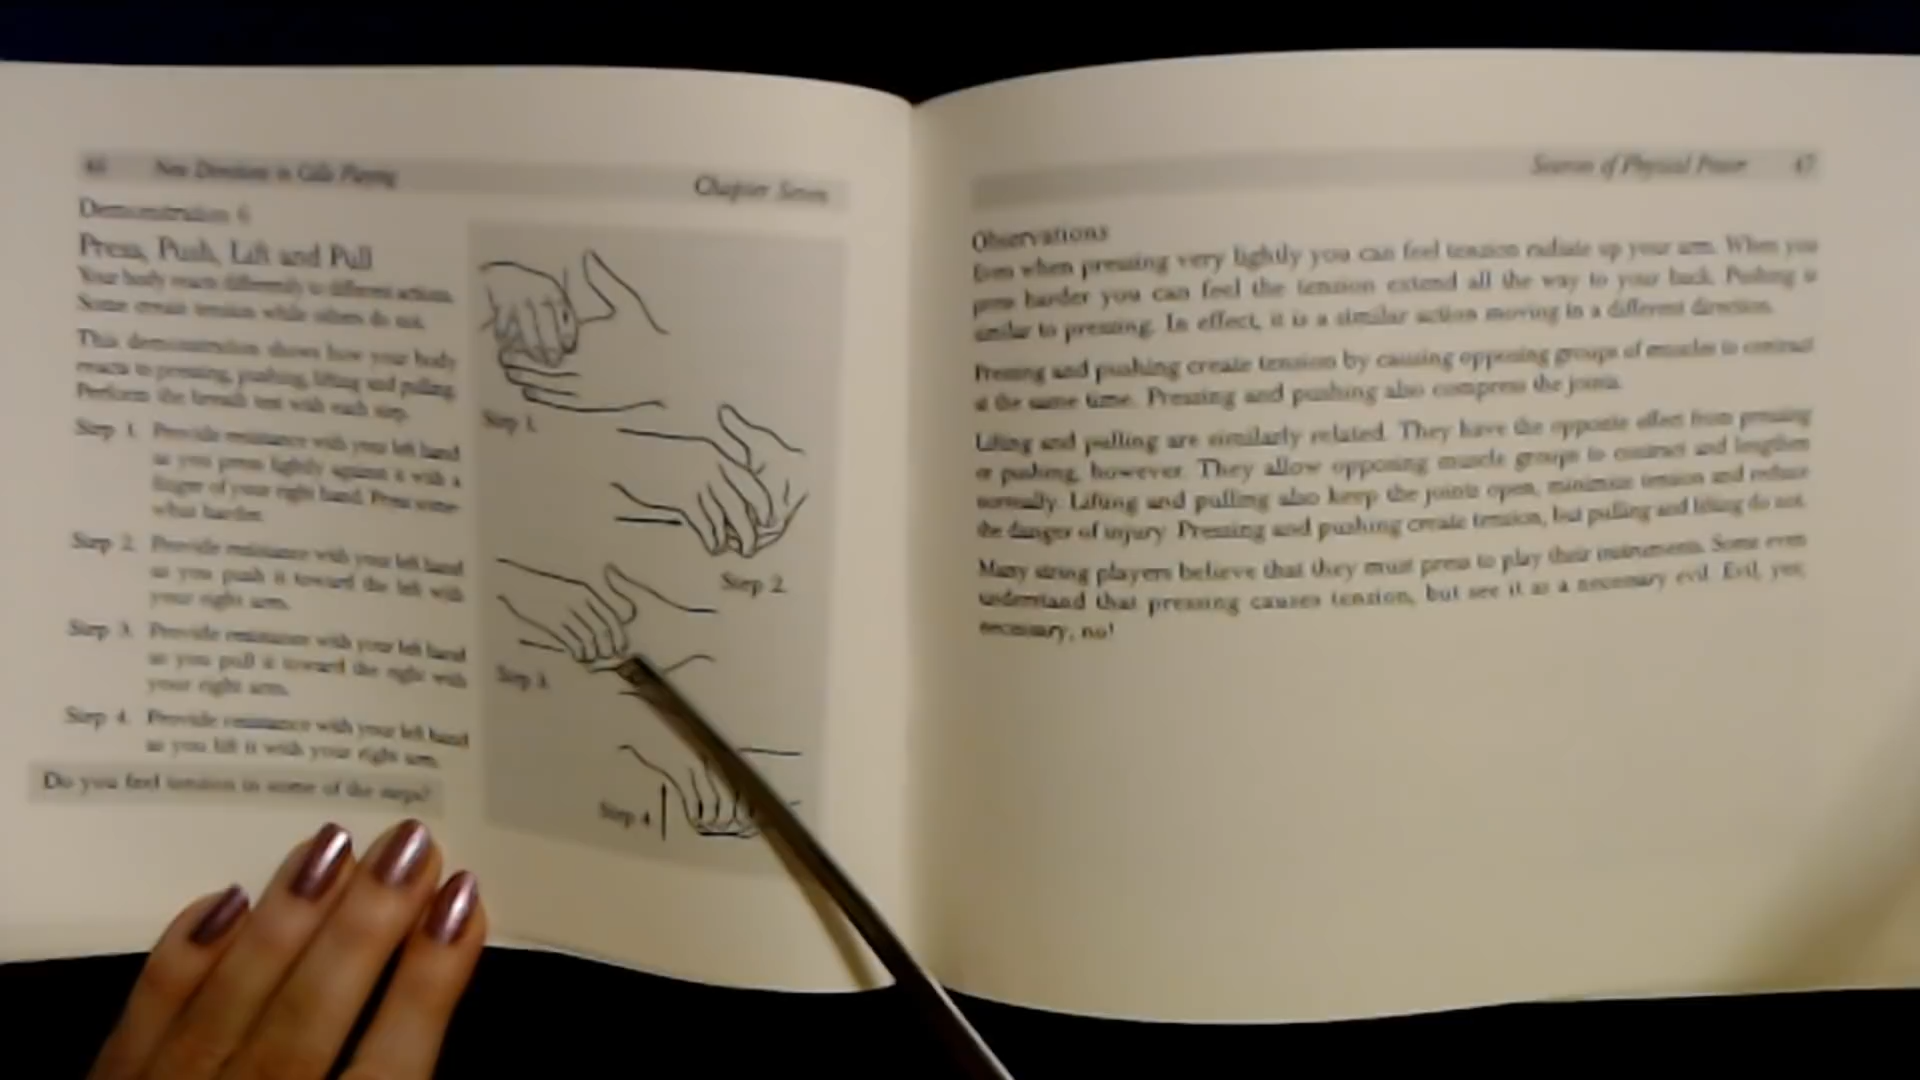 46 New Directions in Cello Playing
Chapter Seven
Demonstration 6
Press, Push, Lift and Pull
Your body reacts differently to different actions.
Some create tension while others do not.
This demonstration shows how your body
reacts to pressing, pushing, lifting and pulling.
Perform the breath test with each step.
Step 1. Provide resistance with your left hand
as you press lightly against it with a
finger of your right hand. Press some-
what harder.
Step 2. Provide resistance with your left hand
as you push it toward the left with
your right arm.
Step 3. Provide resistance with your left hand
as you pull it toward the right with
your right arm.
Step 4. Provide resistance with your left hand
as you lift it with your right arm.
Do you feel tension in some of the steps?
Step 1.
Step 2.
Step 3.
Step 4.
Sources of Physical Power 47
Observations
Even when pressing very lightly you can feel tension radiate up your arm. When you
press harder you can feel the tension extend all the way to your back. Pushing is
similar to pressing. In effect, it is a similar action moving in a different direction.
Pressing and pushing create tension by causing opposing groups of muscles to contract
at the same time. Pressing and pushing also compress the joints.
Lifting and pulling are similarly related. They have the opposite effect from pressing
or pushing, however. They allow opposing muscle groups to contract and lengthen
normally. Lifting and pulling also keep the joints open, minimize tension and reduce
the danger of injury. Pressing and pushing create tension, but pulling and lifting do not.
Many string players believe that they must press to play their instruments. Some even
understand that pressing causes tension, but see it as a necessary evil. Evil, yes;
necessary, no!